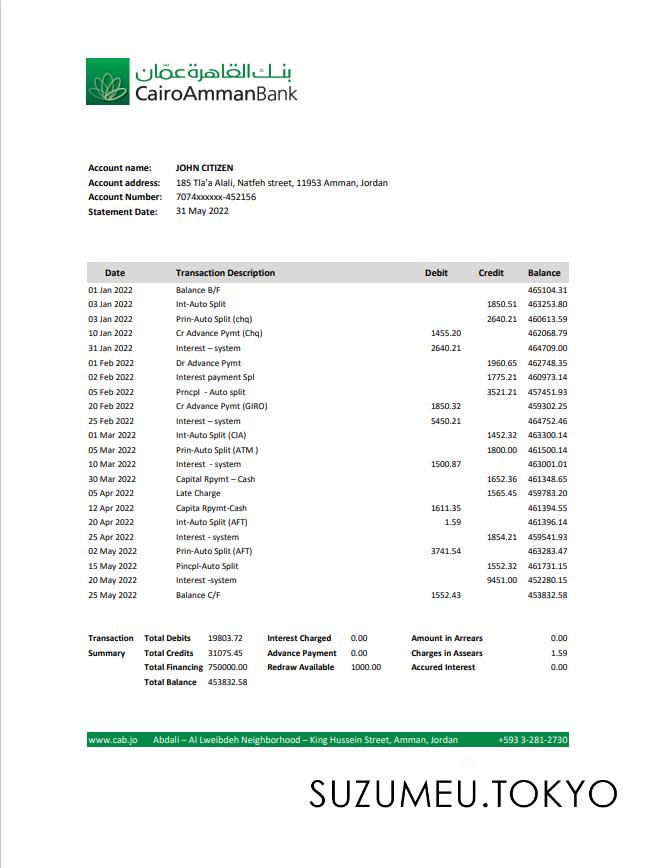 بنك القاهرة عمّان
CairoAmmanBank
Account name: JOHN CITIZEN
Account address: 185 Tla'a Alali, Natfeh street, 11953 Amman, Jordan
Account Number: 7074xxxxxx-452156
Statement Date: 31 May 2022
Date Transaction Description Debit Credit Balance
01 Jan 2022 Balance B/F 465104.31
03 Jan 2022 Int-Auto Split 1850.51 463253.80
03 Jan 2022 Prin-Auto Split (chq) 2640.21 460613.59
10 Jan 2022 Cr Advance Pymt (Chq) 1455.20 462068.79
31 Jan 2022 Interest – system 2640.21 464709.00
01 Feb 2022 Dr Advance Pymt 1960.65 462748.35
02 Feb 2022 Interest payment Spl 1775.21 460973.14
05 Feb 2022 Prncpl - Auto split 3521.21 457451.93
20 Feb 2022 Cr Advance Pymt (GIRO) 1850.32 459302.25
25 Feb 2022 Interest – system 5450.21 464752.46
01 Mar 2022 Int-Auto Split (CIA) 1452.32 463300.14
05 Mar 2022 Prin-Auto Split (ATM ) 1800.00 461500.14
10 Mar 2022 Interest - system 1500.87 463001.01
30 Mar 2022 Capital Rpymt – Cash 1652.36 461348.65
05 Apr 2022 Late Charge 1565.45 459783.20
12 Apr 2022 Capita Rpymt-Cash 1611.35 461394.55
20 Apr 2022 Int-Auto Split (AFT) 1.59 461396.14
25 Apr 2022 Interest - system 1854.21 459541.93
02 May 2022 Prin-Auto Split (AFT) 3741.54 463283.47
15 May 2022 Pincpl-Auto Split 1552.32 461731.15
20 May 2022 Interest -system 9451.00 452280.15
25 May 2022 Balance C/F 1552.43 453832.58
Transaction Total Debits 19803.72 Interest Charged 0.00 Amount in Arrears 0.00
Summary Total Credits 31075.45 Advance Payment 0.00 Charges in Assears 1.59
Total Financing 750000.00 Redraw Available 1000.00 Accured Interest 0.00
Total Balance 453832.58
www.cab.jo Abdali – Al Lweibdeh Neighborhood – King Hussein Street, Amman, Jordan +593 3-281-2730
SUZUMEU.TOKYO